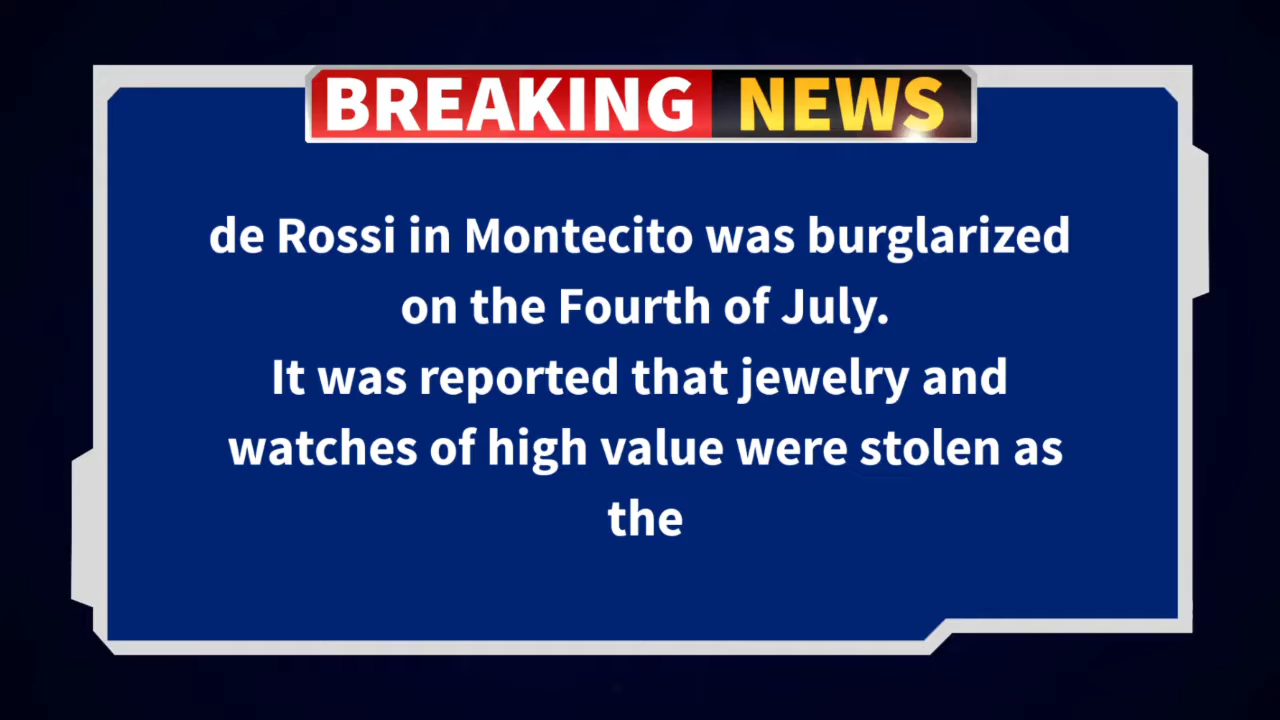 BREAKING NEWS
de Rossi in Montecito was burglarized
on the Fourth of July.
It was reported that jewelry and
watches of high value were stolen as
the